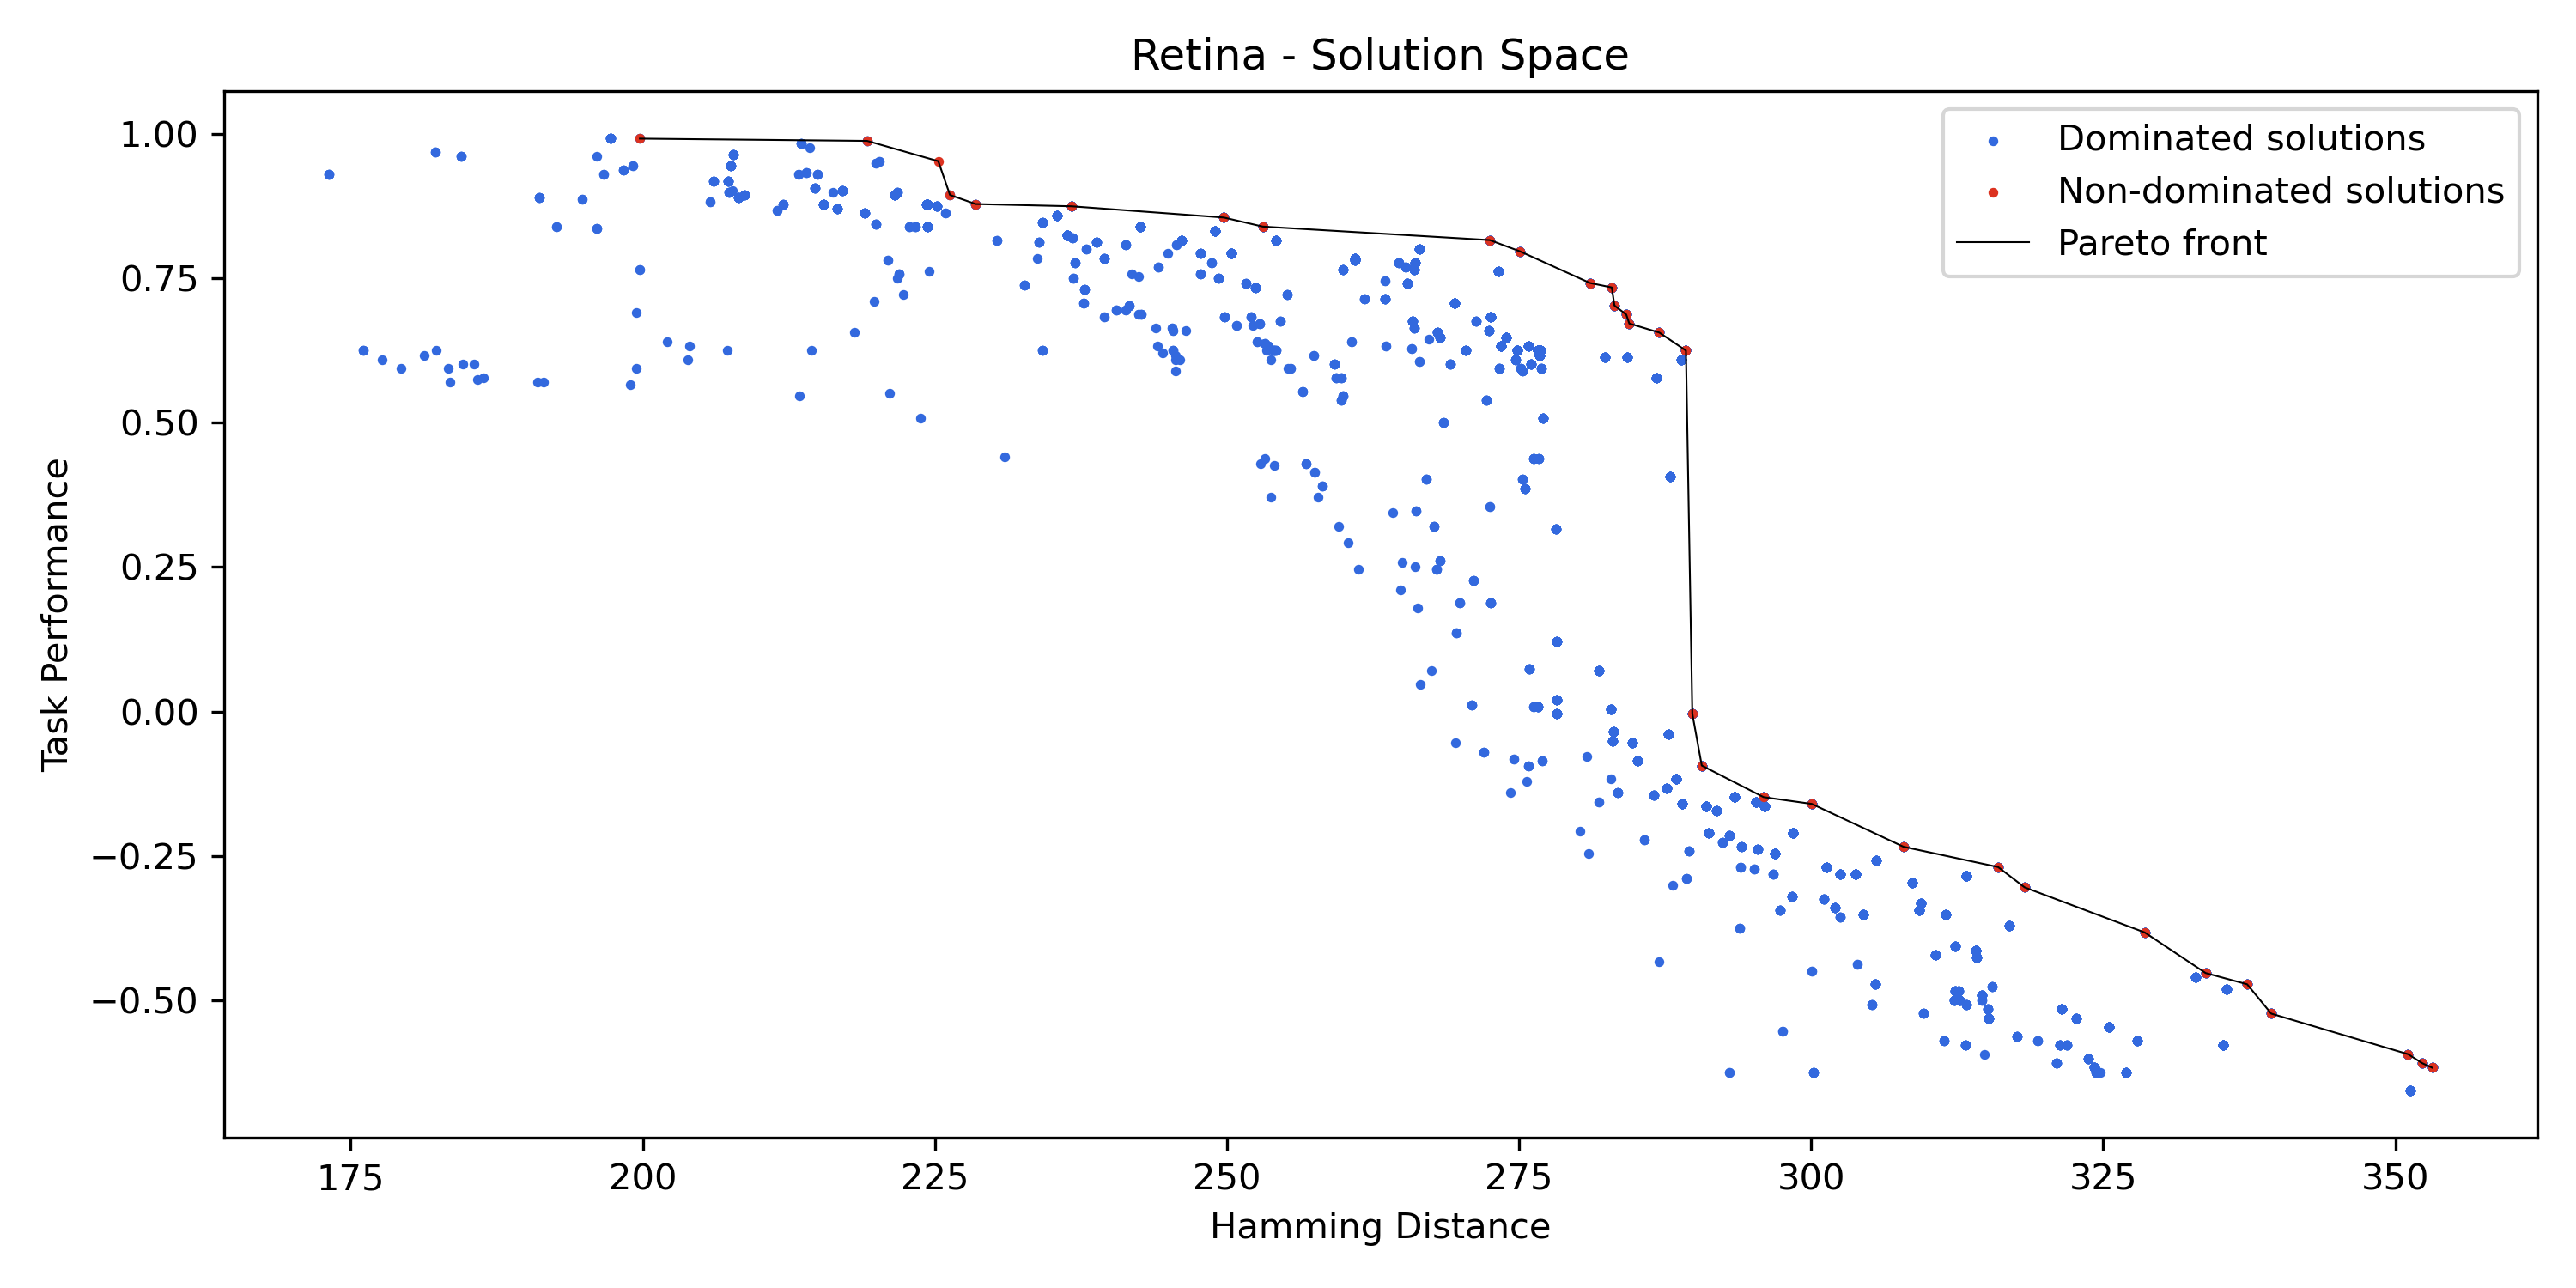 Retina - Solution Space
Dominated solutions
Non-dominated solutions
Pareto front
Task Performance
1.00
0.75
0.50
0.25
0.00
−0.25
−0.50
175 200 225 250 275 300 325 350
Hamming Distance